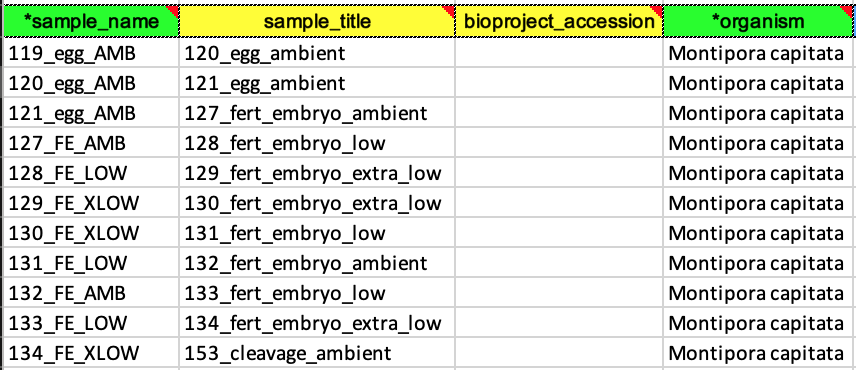 *sample_name sample_title bioproject_accession *organism
119_egg_AMB 120_egg_ambient Montipora capitata
120_egg_AMB 121_egg_ambient Montipora capitata
121_egg_AMB 127_fert_embryo_ambient Montipora capitata
127_FE_AMB 128_fert_embryo_low Montipora capitata
128_FE_LOW 129_fert_embryo_extra_low Montipora capitata
129_FE_XLOW 130_fert_embryo_extra_low Montipora capitata
130_FE_XLOW 131_fert_embryo_low Montipora capitata
131_FE_LOW 132_fert_embryo_ambient Montipora capitata
132_FE_AMB 133_fert_embryo_low Montipora capitata
133_FE_LOW 134_fert_embryo_extra_low Montipora capitata
134_FE_XLOW 153_cleavage_ambient Montipora capitata